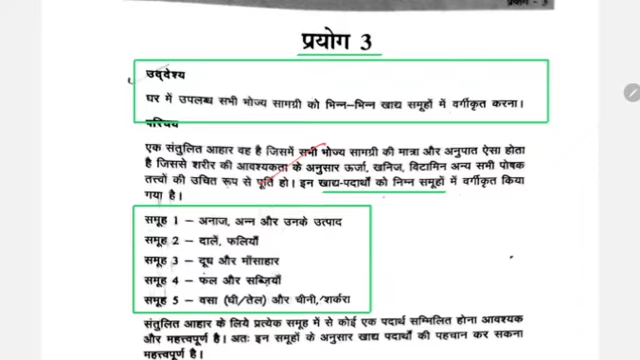 प्रयोग - 3
प्रयोग 3
उद्देश्य
घर में उपलब्ध सभी भोज्य सामग्री को भिन्न–भिन्न खाद्य समूहों में वर्गीकृत करना।
परिचय
एक संतुलित आहार वह है जिसमें सभी भोज्य सामग्री की मात्रा और अनुपात ऐसा होता
है जिससे शरीर की आवश्यकता के अनुसार ऊर्जा, खनिज, विटामिन अन्य सभी पोषक
तत्त्वों की उचित रूप से पूर्ति हो। इन खाद्य-पदार्थों को निम्न समूहों में वर्गीकृत किया
गया है।
समूह 1 – अनाज, अन्न और उनके उत्पाद
समूह 2 – दालें, फलियाँ
समूह 3 – दूध और माँसाहार
समूह 4 – फल और सब्ज़ियाँ
समूह 5 – वसा (घी/तेल) और चीनी, शर्करा
संतुलित आहार के लिये प्रत्येक समूह में से कोई एक पदार्थ सम्मिलित होना आवश्यक
और महत्त्वपूर्ण है। अतः इन समूहों के अनुसार खाद्य पदार्थों की पहचान कर सकना
महत्त्वपूर्ण है।